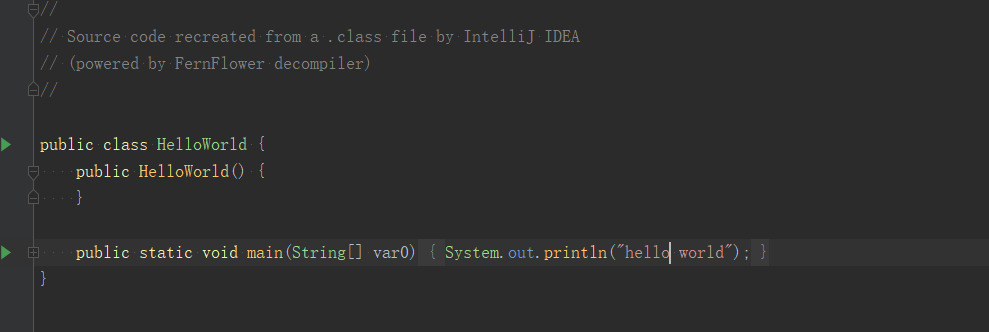 //
// Source code recreated from a .class file by IntelliJ IDEA
// (powered by FernFlower decompiler)
//
public class HelloWorld {
public HelloWorld() {
}
public static void main(String[] var0) { System.out.println("hello world"); }
}